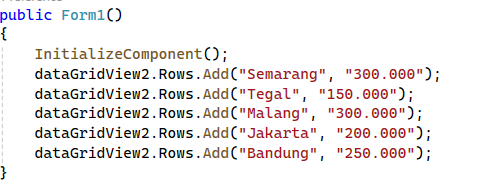 public Form1()
{
InitializeComponent();
dataGridView2.Rows.Add("Semarang", "300.000");
dataGridView2.Rows.Add("Tegal", "150.000");
dataGridView2.Rows.Add("Malang", "300.000");
dataGridView2.Rows.Add("Jakarta", "200.000");
dataGridView2.Rows.Add("Bandung", "250.000");
}